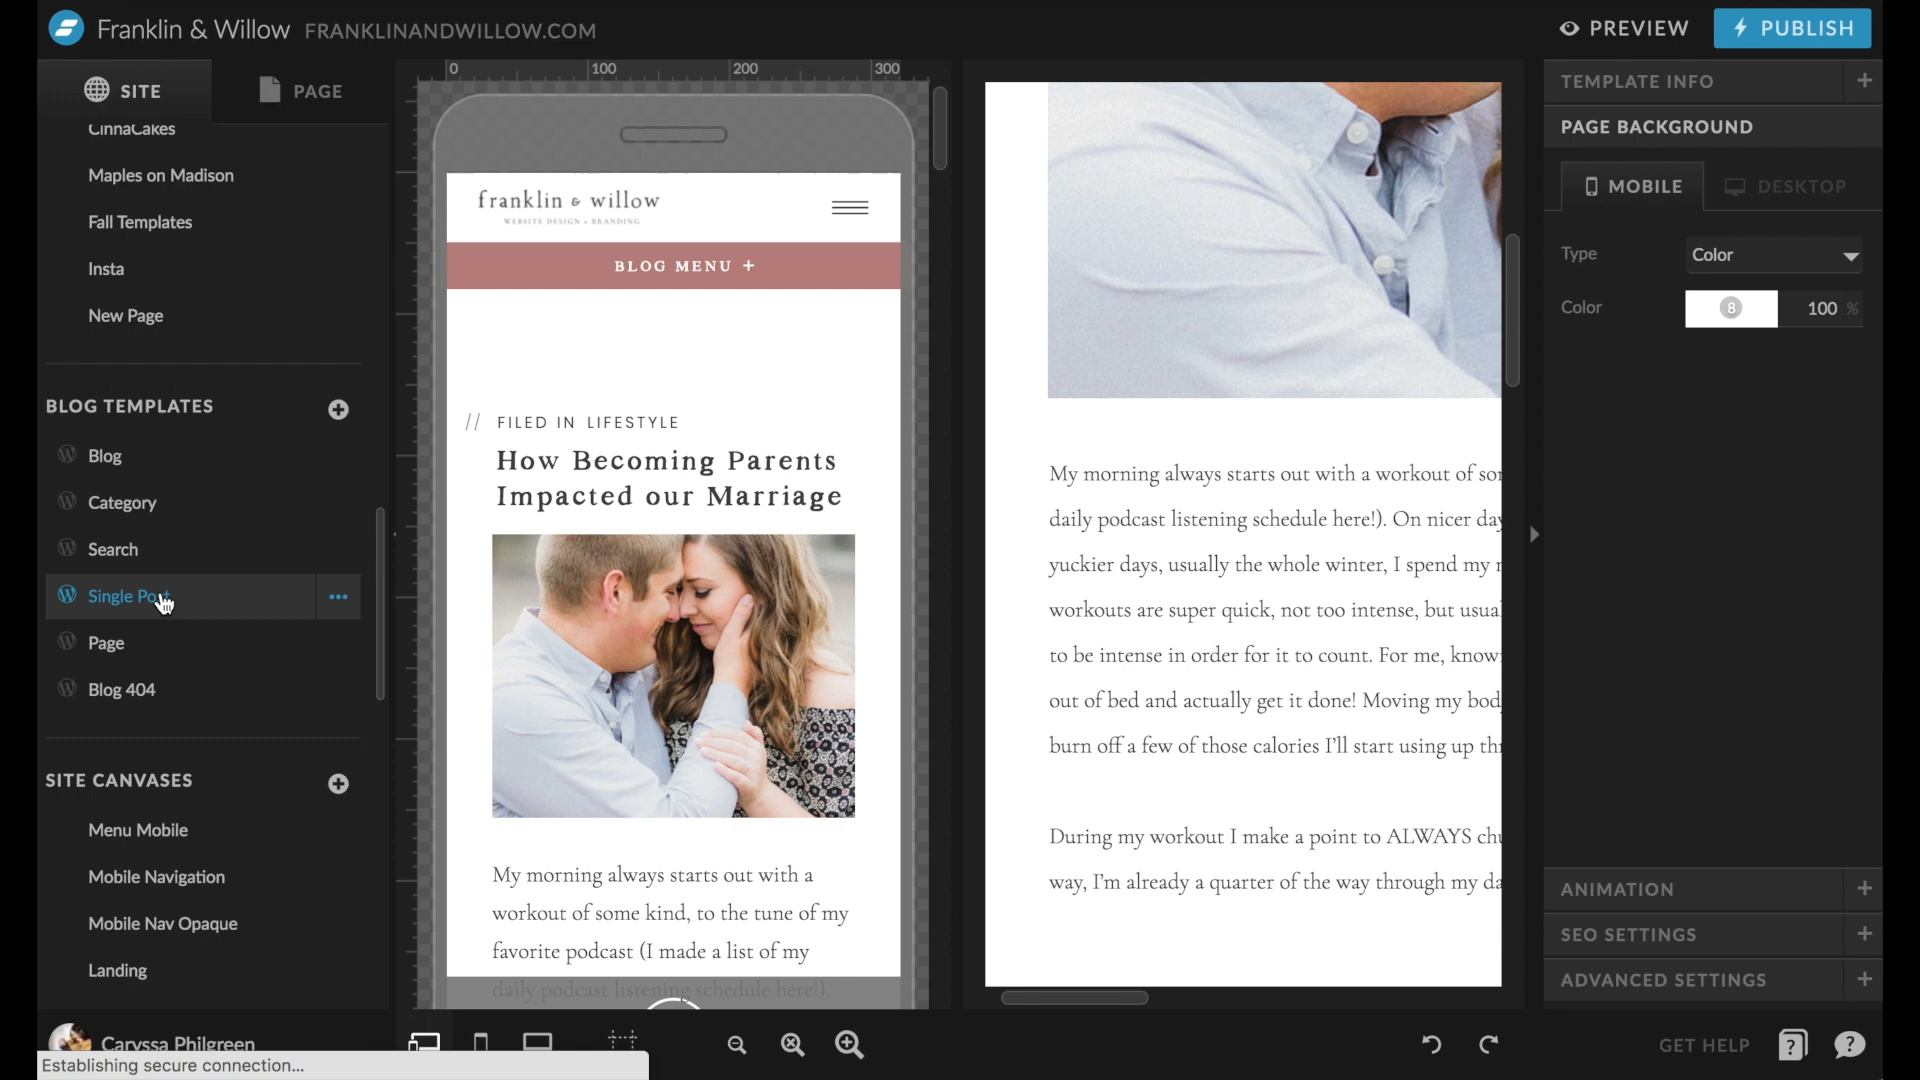 Franklin & Willow FRANKLINANDWILLOW.COM
PREVIEW
PUBLISH
SITE
PAGE
CinnaCakes
Maples on Madison
Fall Templates
Insta
New Page
BLOG TEMPLATES
Blog
Category
Search
Single Post
Page
Blog 404
SITE CANVASES
Menu Mobile
Mobile Navigation
Mobile Nav Opaque
Landing
Caryssa Philgreen
Establishing secure connection...
0 100 200 300
franklin & willow
WEBSITE DESIGN + BRANDING
BLOG MENU +
// FILED IN LIFESTYLE
How Becoming Parents
Impacted our Marriage
My morning always starts out with a
workout of some kind, to the tune of my
favorite podcast (I made a list of my
daily podcast listening schedule here!).
My morning always starts out with a workout of so
daily podcast listening schedule here!). On nicer day
yuckier days, usually the whole winter, I spend my
workouts are super quick, not too intense, but usua
to be intense in order for it to count. For me, know
out of bed and actually get it done! Moving my bod
burn off a few of those calories I'll start using up th
During my workout I make a point to ALWAYS ch
way, I'm already a quarter of the way through my da
TEMPLATE INFO +
PAGE BACKGROUND
MOBILE
DESKTOP
Type Color
Color 8 100 %
ANIMATION +
SEO SETTINGS +
ADVANCED SETTINGS +
GET HELP ? ?